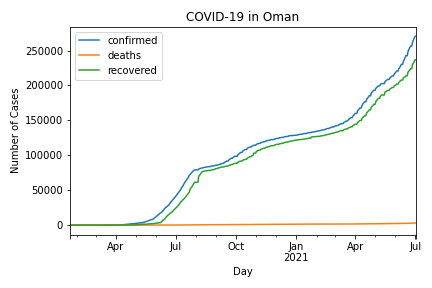 COVID-19 in Oman
confirmed
deaths
recovered
Number of Cases
250000
200000
150000
100000
50000
0
Apr Jul Oct Jan Apr Jul
2021
Day